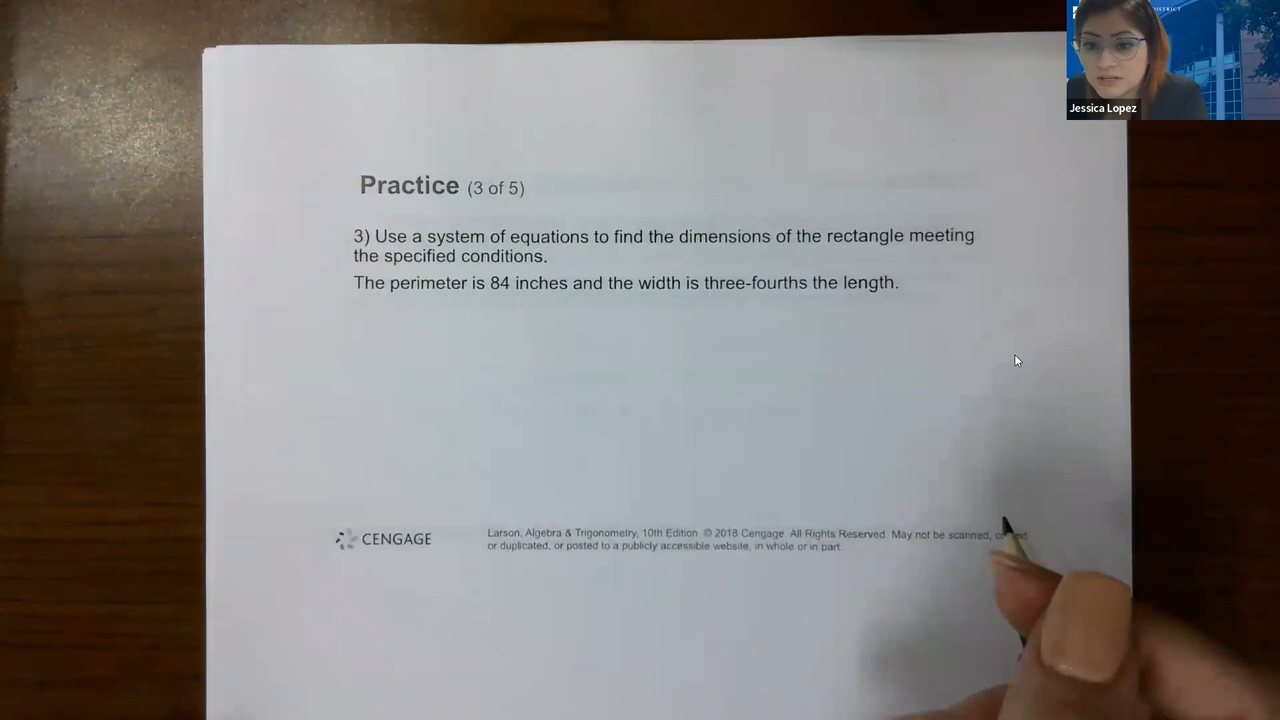 DISTRICT
Jessica Lopez
Practice (3 of 5)
3) Use a system of equations to find the dimensions of the rectangle meeting
the specified conditions.
The perimeter is 84 inches and the width is three-fourths the length.
CENGAGE
Larson, Algebra & Trigonometry, 10th Edition © 2018 Cengage. All Rights Reserved. May not be scanned,
or duplicated, or posted to a publicly accessible website, in whole or in part.